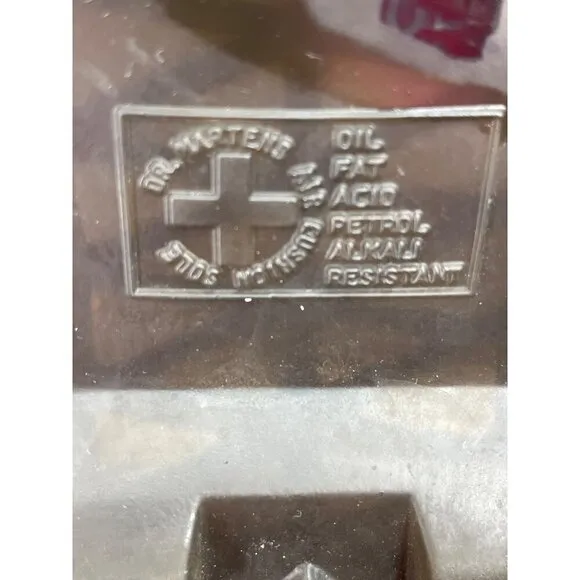 DR. MARTENS AIR CUSHION SOLE
OIL
FAT
ACID
PETROL
ALKALI
RESISTANT